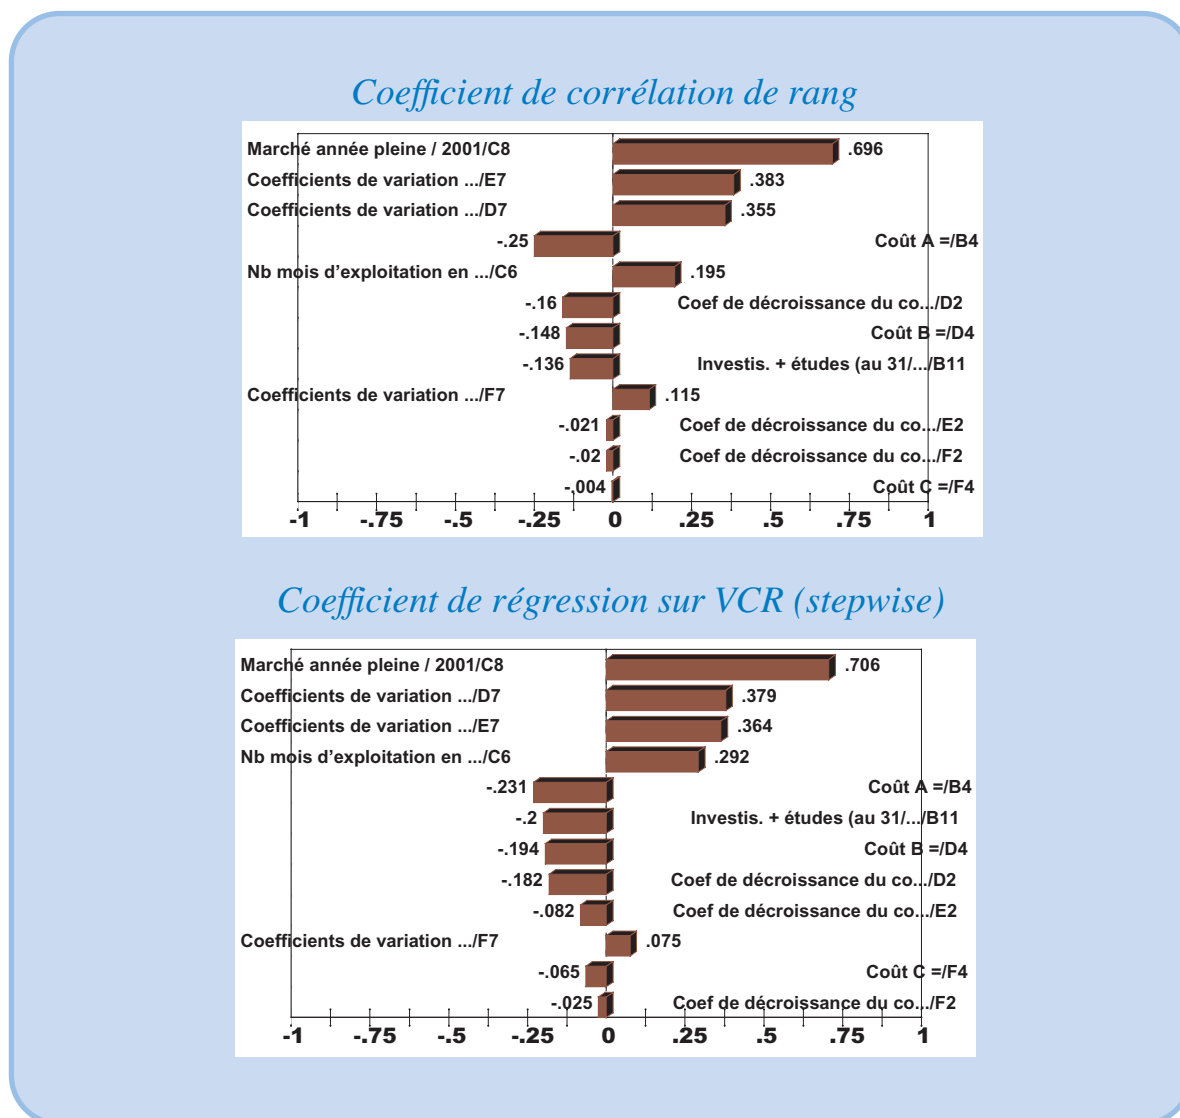 Coefficient de corrélation de rang
Marché année pleine / 2001/C8 .696
Coefficients de variation .../E7 .383
Coefficients de variation .../D7 .355
-.25 Coût A =/B4
Nb mois d’exploitation en .../C6 .195
-.16 Coef de décroissance du co.../D2
-.148 Coût B =/D4
-.136 Investis. + études (au 31/.../B11
Coefficients de variation .../F7 .115
-.021 Coef de décroissance du co.../E2
-.02 Coef de décroissance du co.../F2
-.004 Coût C =/F4
-1 -.75 -.5 -.25 0 .25 .5 .75 1
Coefficient de régression sur VCR (stepwise)
Marché année pleine / 2001/C8 .706
Coefficients de variation .../D7 .379
Coefficients de variation .../E7 .364
Nb mois d’exploitation en .../C6 .292
-.231 Coût A =/B4
-.2 Investis. + études (au 31/.../B11
-.194 Coût B =/D4
-.182 Coef de décroissance du co.../D2
-.082 Coef de décroissance du co.../E2
Coefficients de variation .../F7 .075
-.065 Coût C =/F4
-.025 Coef de décroissance du co.../F2
-1 -.75 -.5 -.25 0 .25 .5 .75 1